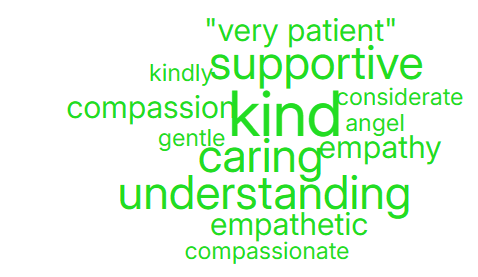 "very patient"
supportive
kindly
considerate
compassion
kind
angel
gentle
empathy
caring
understanding
empathetic
compassionate